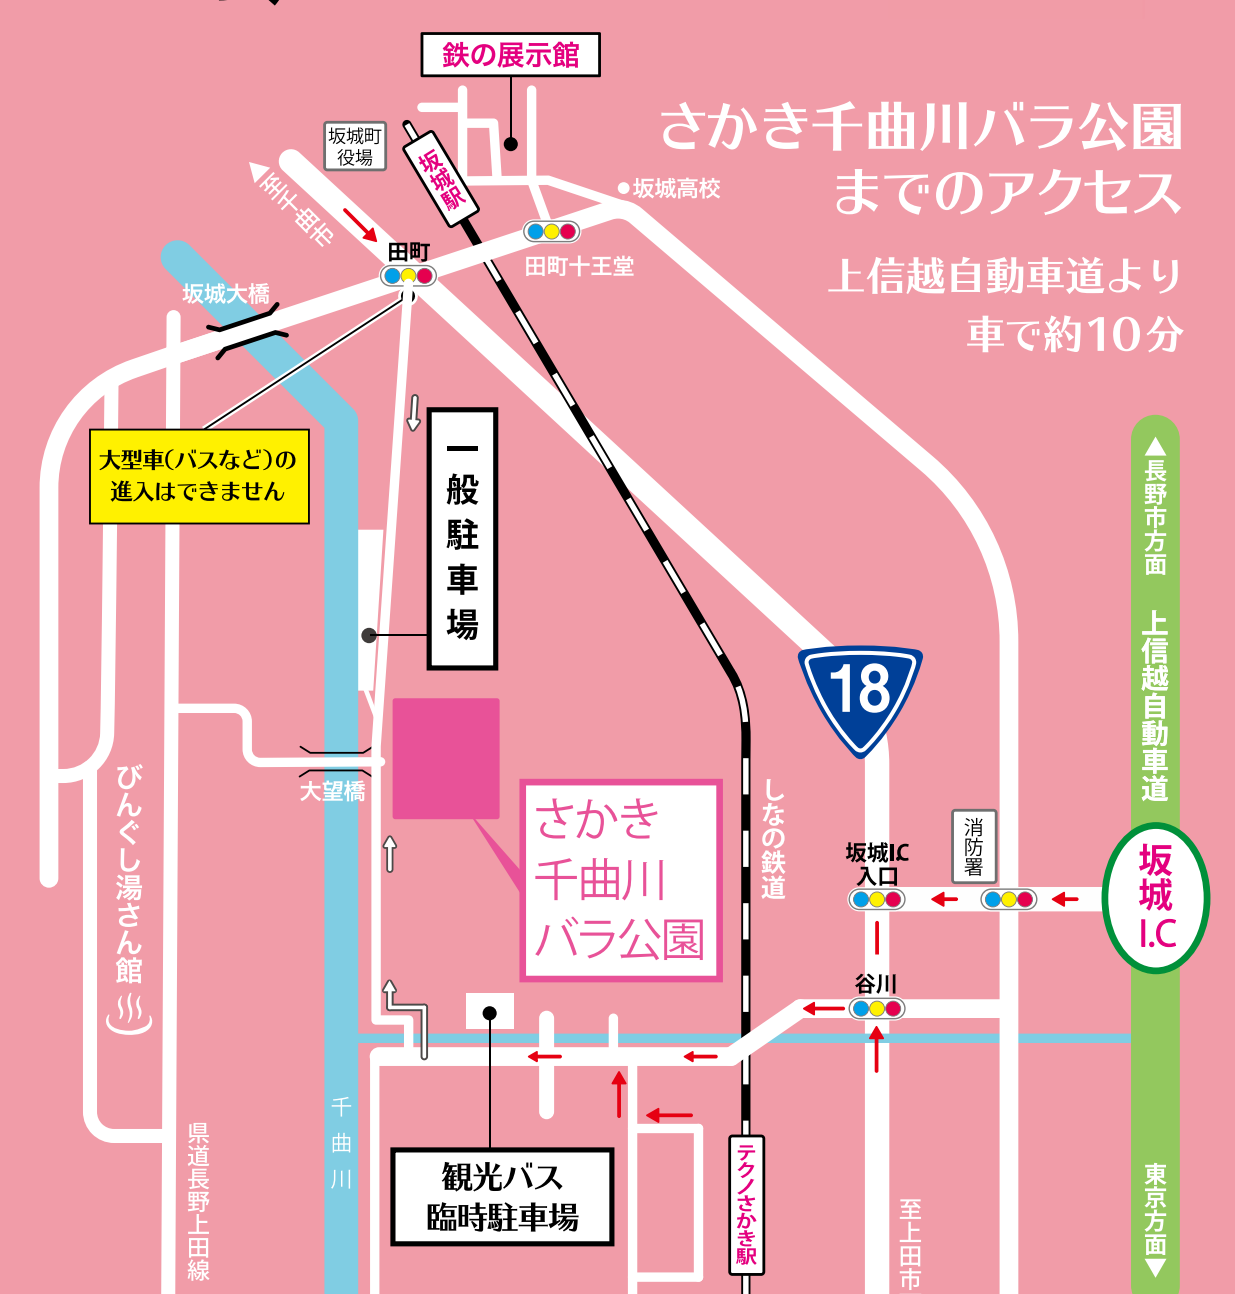 鉄の展示館
さかき千曲川バラ公園
までのアクセス
上信越自動車道より
車で約10分
坂城町
役場
坂城駅
坂城高校
至千曲市
田町
田町十王堂
坂城大橋
大型車(バスなど)の
進入はできません
一般駐車場
▲長野市方面
上信越自動車道
18
大望橋
さかき
千曲川
バラ公園
しなの鉄道
びんぐし湯さん館
坂城IC
入口
消防署
坂城
I.C
谷川
千曲川
県道長野上田線
観光バス
臨時駐車場
テクノさかき駅
至上田市
東京方面▼